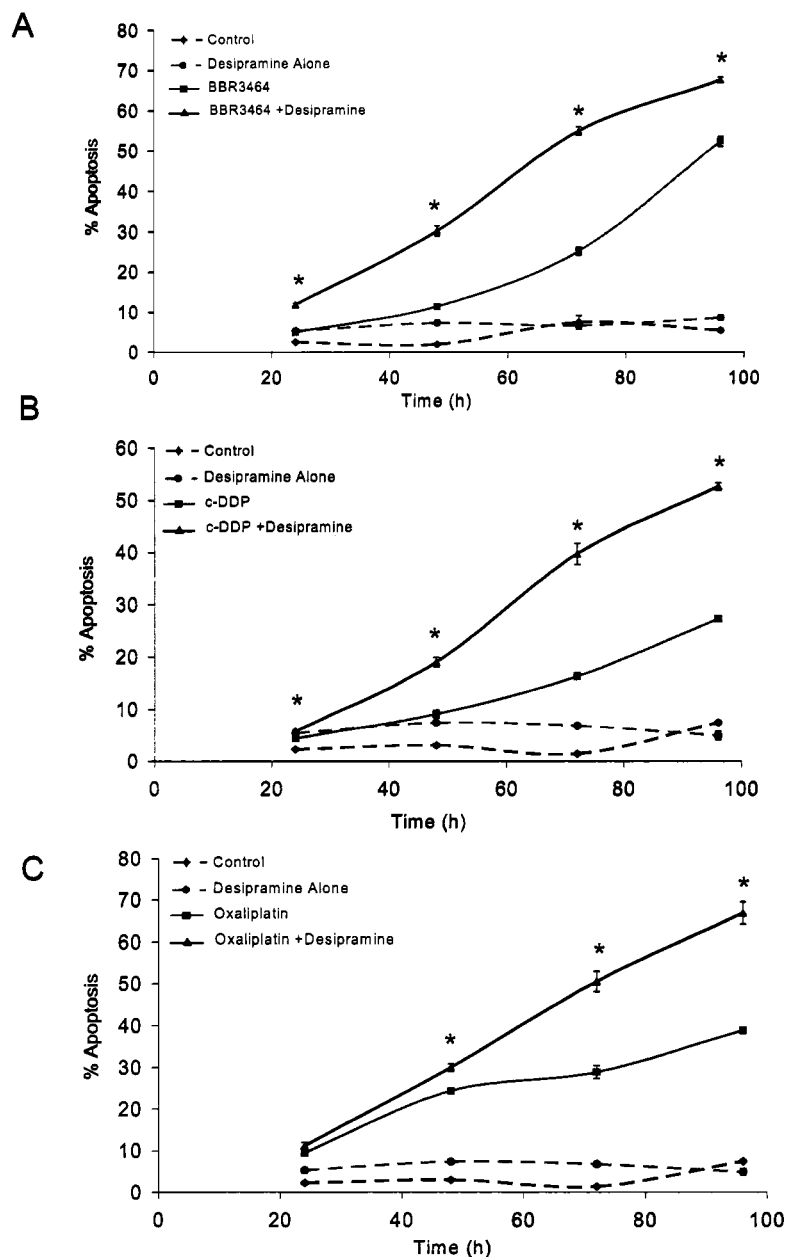 A
- Control
Desipramine Alone
BBR3464
BBR3464 +Desipramine
80
70
60
50
40
30
20
10
0
% Apoptosis
* * * *
0 20 40 60 80 100
Time (h)
B
- Control
Desipramine Alone
c-DDP
c-DDP +Desipramine
60
50
40
30
20
10
0
% Apoptosis
* * * *
0 20 40 60 80 100
Time (h)
C
- Control
Desipramine Alone
Oxaliplatin
Oxaliplatin +Desipramine
80
70
60
50
40
30
20
10
0
% Apoptosis
* * *
0 20 40 60 80 100
Time (h)